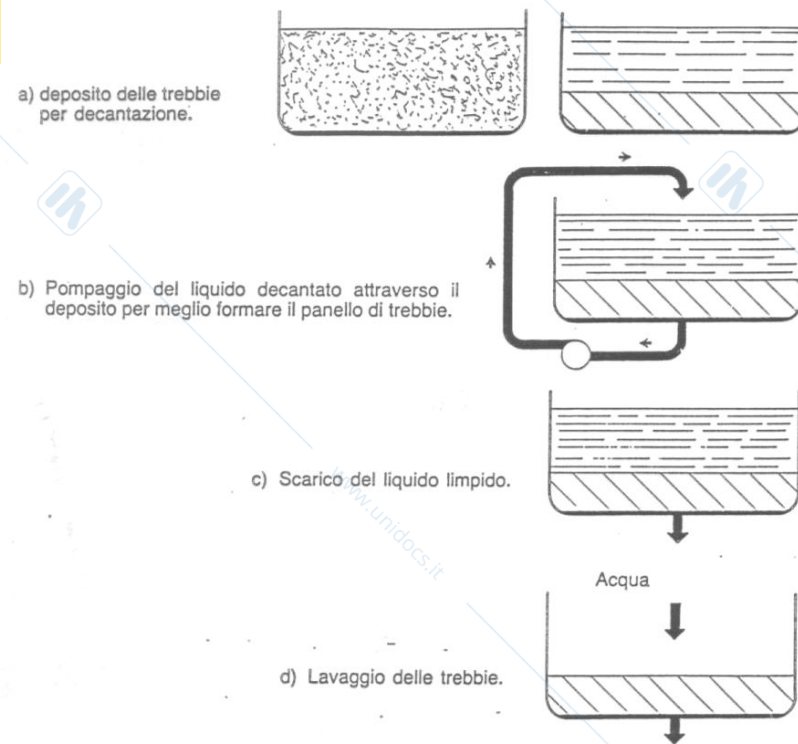 a) deposito delle trebbie
per decantazione.
b) Pompaggio del liquido decantato attraverso il
deposito per meglio formare il panello di trebbie.
c) Scarico del liquido limpido.
www.unidocs.it
Acqua
d) Lavaggio delle trebbie.